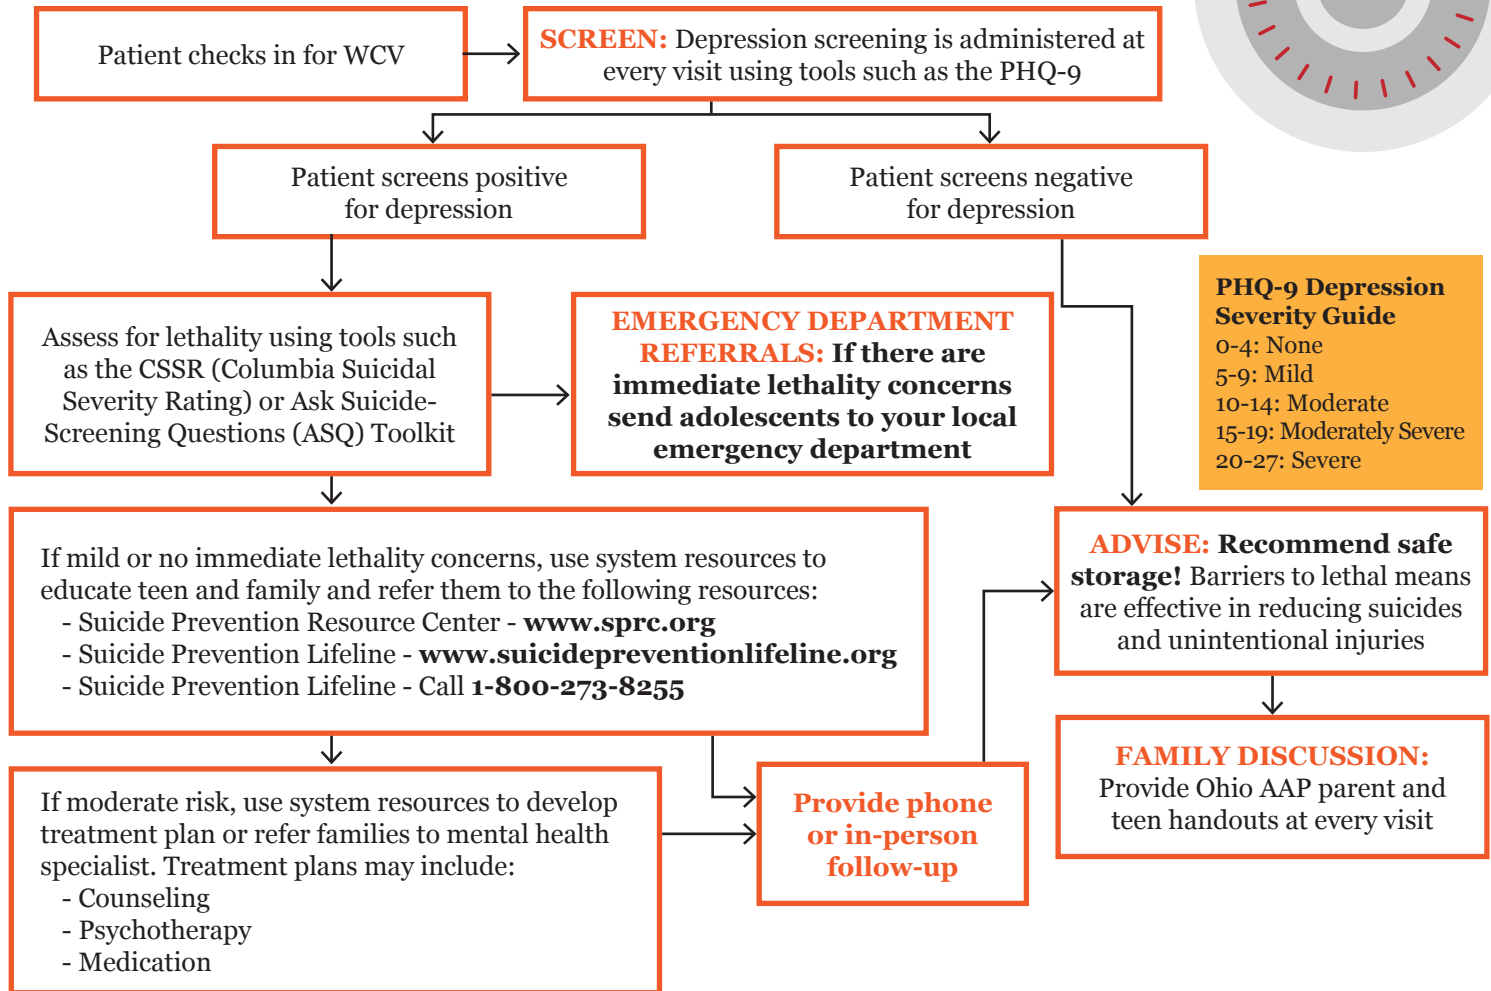 Patient checks in for WCV
SCREEN: Depression screening is administered at
every visit using tools such as the PHQ-9
Patient screens positive
for depression
Patient screens negative
for depression
Assess for lethality using tools such
as the CSSR (Columbia Suicidal
Severity Rating) or Ask Suicide-
Screening Questions (ASQ) Toolkit
EMERGENCY DEPARTMENT
REFERRALS: If there are
immediate lethality concerns
send adolescents to your local
emergency department
PHQ-9 Depression
Severity Guide
0-4: None
5-9: Mild
10-14: Moderate
15-19: Moderately Severe
20-27: Severe
If mild or no immediate lethality concerns, use system resources to
educate teen and family and refer them to the following resources:
- Suicide Prevention Resource Center - www.sprc.org
- Suicide Prevention Lifeline - www.suicidepreventionlifeline.org
- Suicide Prevention Lifeline - Call 1-800-273-8255
ADVISE: Recommend safe
storage! Barriers to lethal means
are effective in reducing suicides
and unintentional injuries
If moderate risk, use system resources to develop
treatment plan or refer families to mental health
specialist. Treatment plans may include:
- Counseling
- Psychotherapy
- Medication
Provide phone
or in-person
follow-up
FAMILY DISCUSSION:
Provide Ohio AAP parent and
teen handouts at every visit